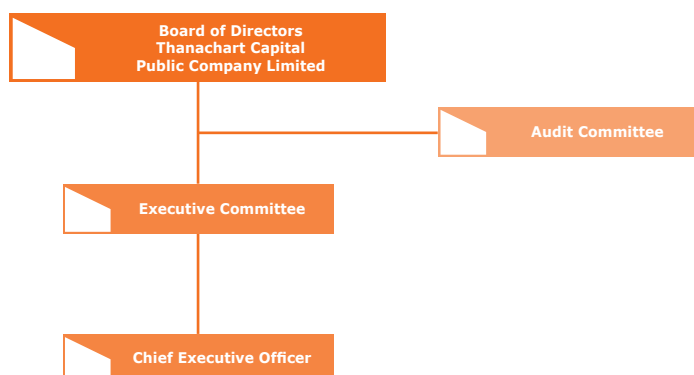 Board of Directors
Thanachart Capital
Public Company Limited
Audit Committee
Executive Committee
Chief Executive Officer